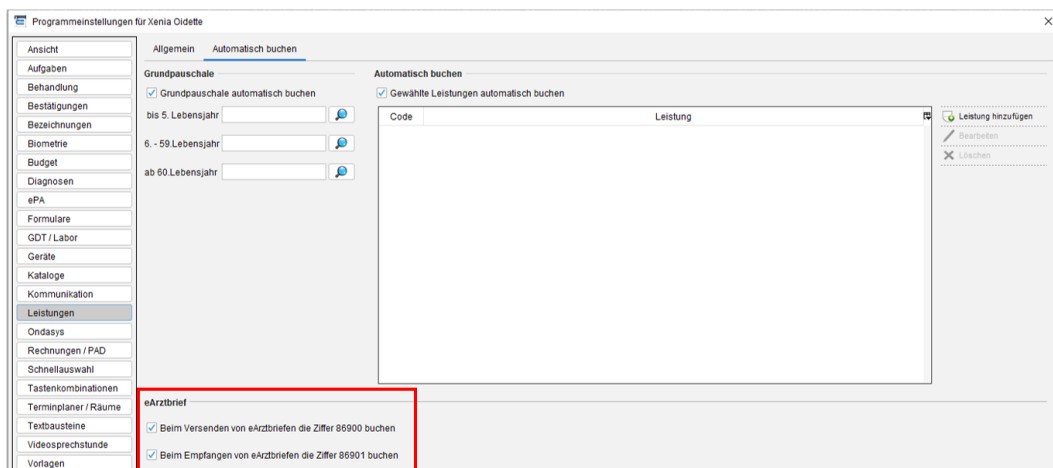 Programmeinstellungen für Xenia Oidette
Ansicht
Aufgaben
Behandlung
Bestätigungen
Bezeichnungen
Biometrie
Budget
Diagnosen
ePA
Formulare
GDT / Labor
Geräte
Kataloge
Kommunikation
Leistungen
Ondasys
Rechnungen / PAD
Schnellauswahl
Tastenkombinationen
Terminplaner / Räume
Textbausteine
Videosprechstunde
Vorlagen
Allgemein Automatisch buchen
Grundpauschale
Grundpauschale automatisch buchen
bis 5. Lebensjahr
6. - 59.Lebensjahr
ab 60.Lebensjahr
Automatisch buchen
Gewählte Leistungen automatisch buchen
Code Leistung
Leistung hinzufügen
Bearbeiten
Löschen
eArztbrief
Beim Versenden von eArztbriefen die Ziffer 86900 buchen
Beim Empfangen von eArztbriefen die Ziffer 86901 buchen